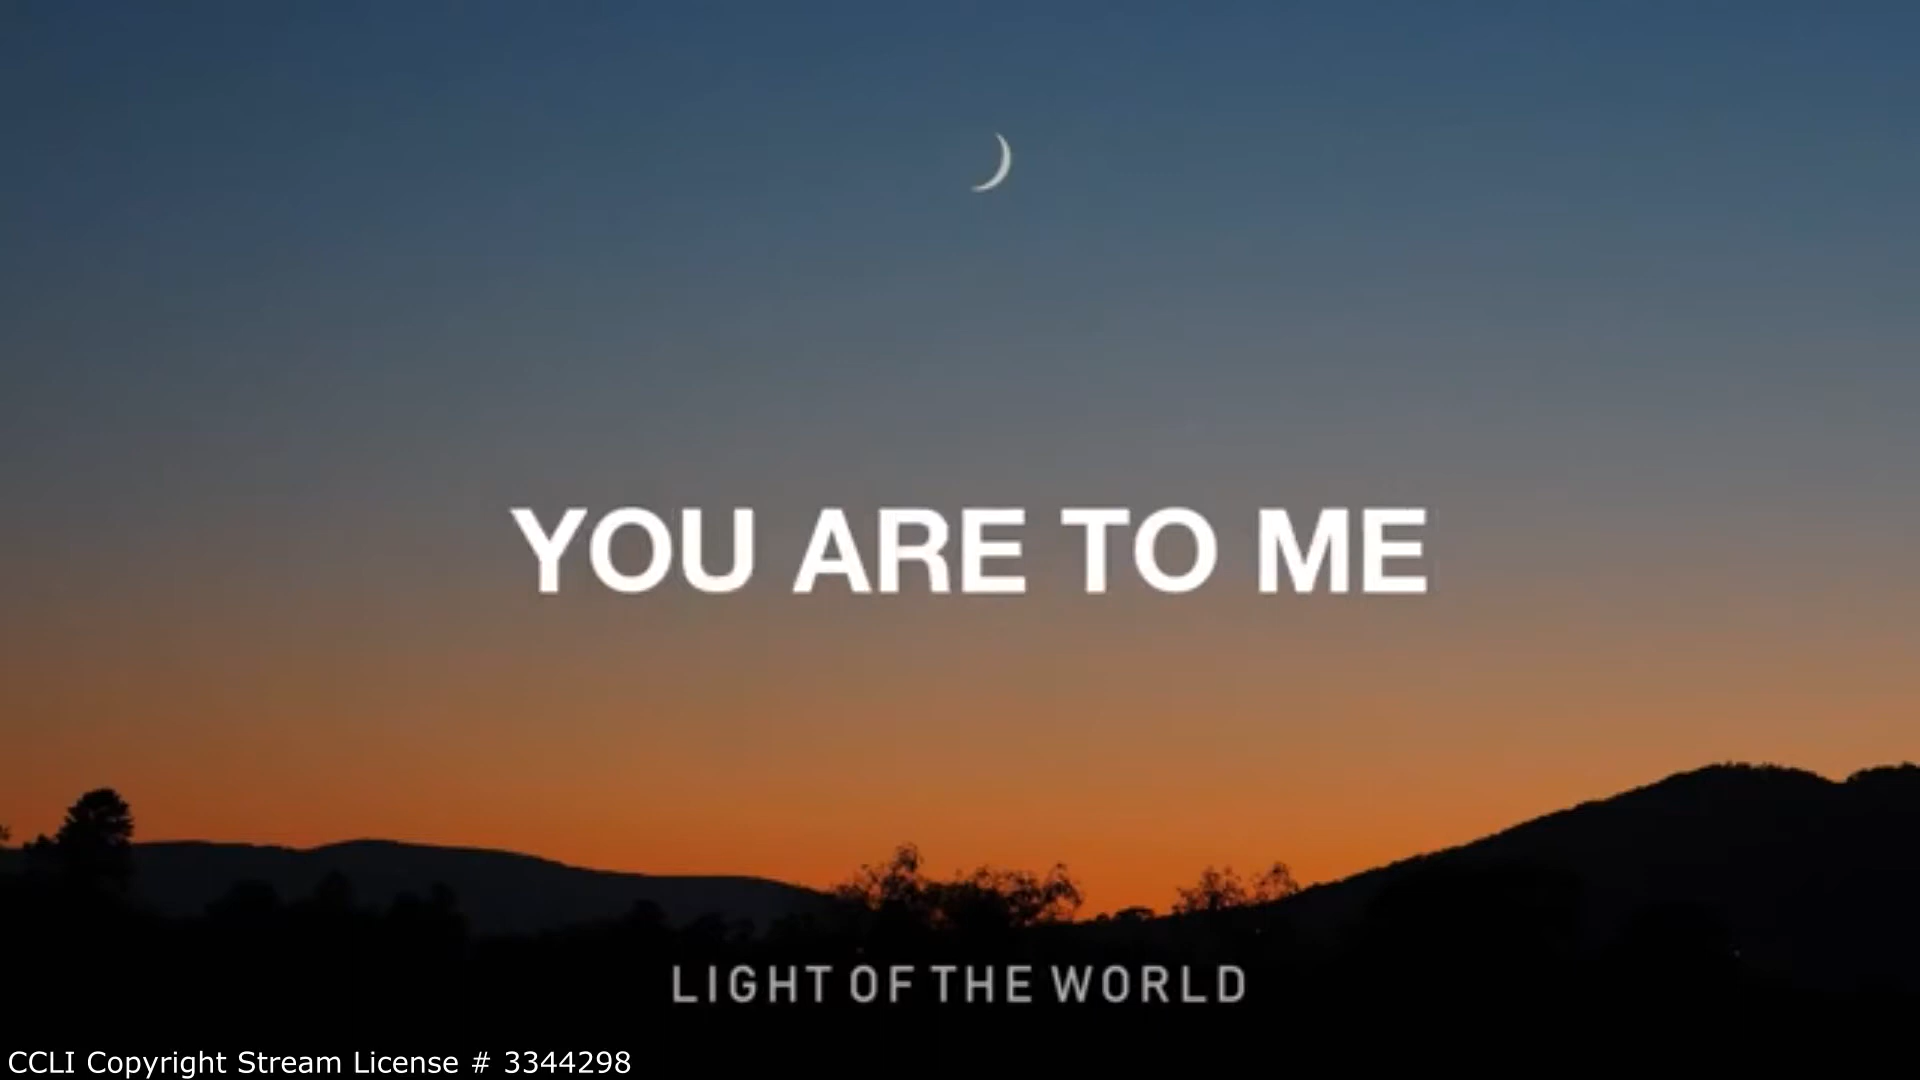 YOU ARE TO ME
LIGHT OF THE WORLD
CCLI Copyright Stream License # 3344298